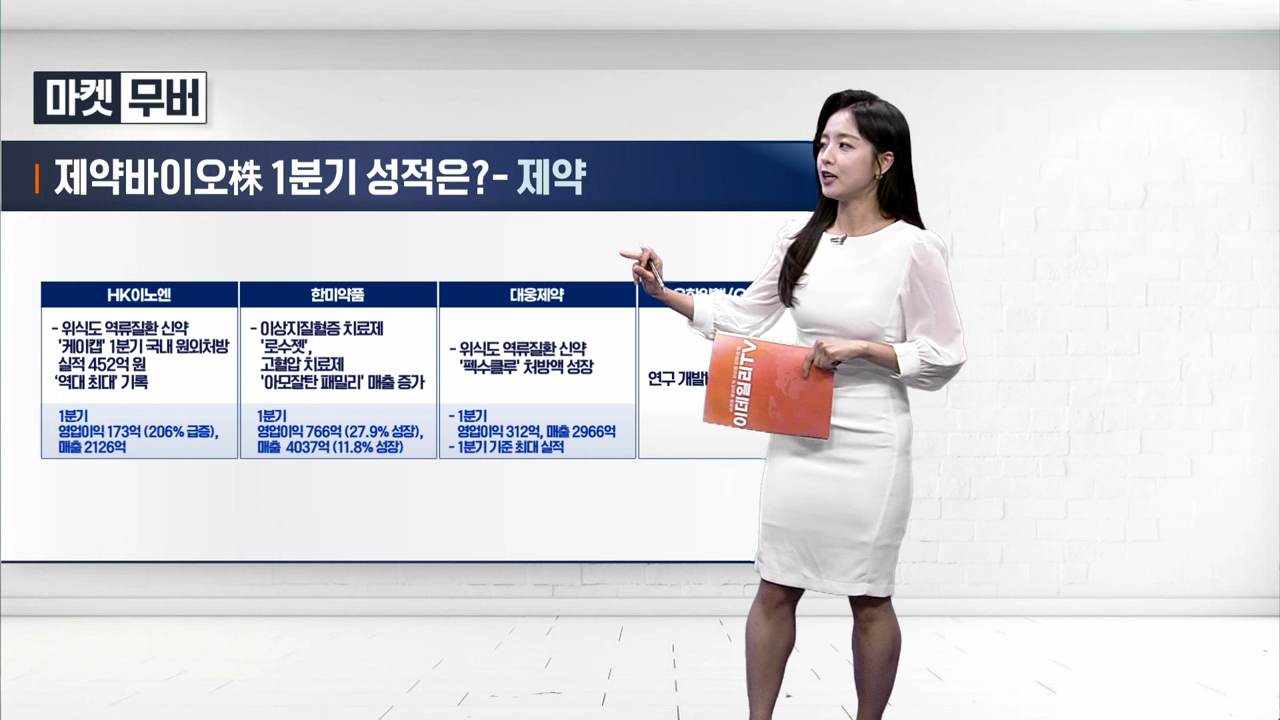 마켓무버
제약바이오株 1분기 성적은?- 제약
HK이노엔
- 위식도 역류질환 신약
'케이캡' 1분기 국내 원외처방
실적 452억 원
'역대 최대' 기록
1분기
영업이익 173억 (206% 급증),
매출 2126억
한미약품
- 이상지질혈증 치료제
'로수젯',
고혈압 치료제
'아모잘탄 패밀리' 매출 증가
1분기
영업이익 766억 (27.9% 성장),
매출 4037억 (11.8% 성장)
대웅제약
- 위식도 역류질환 신약
'펙수클루' 처방액 성장
- 1분기
영업이익 312억, 매출 2966억
- 1분기 기준 최대 실적
연구
이데일리TV